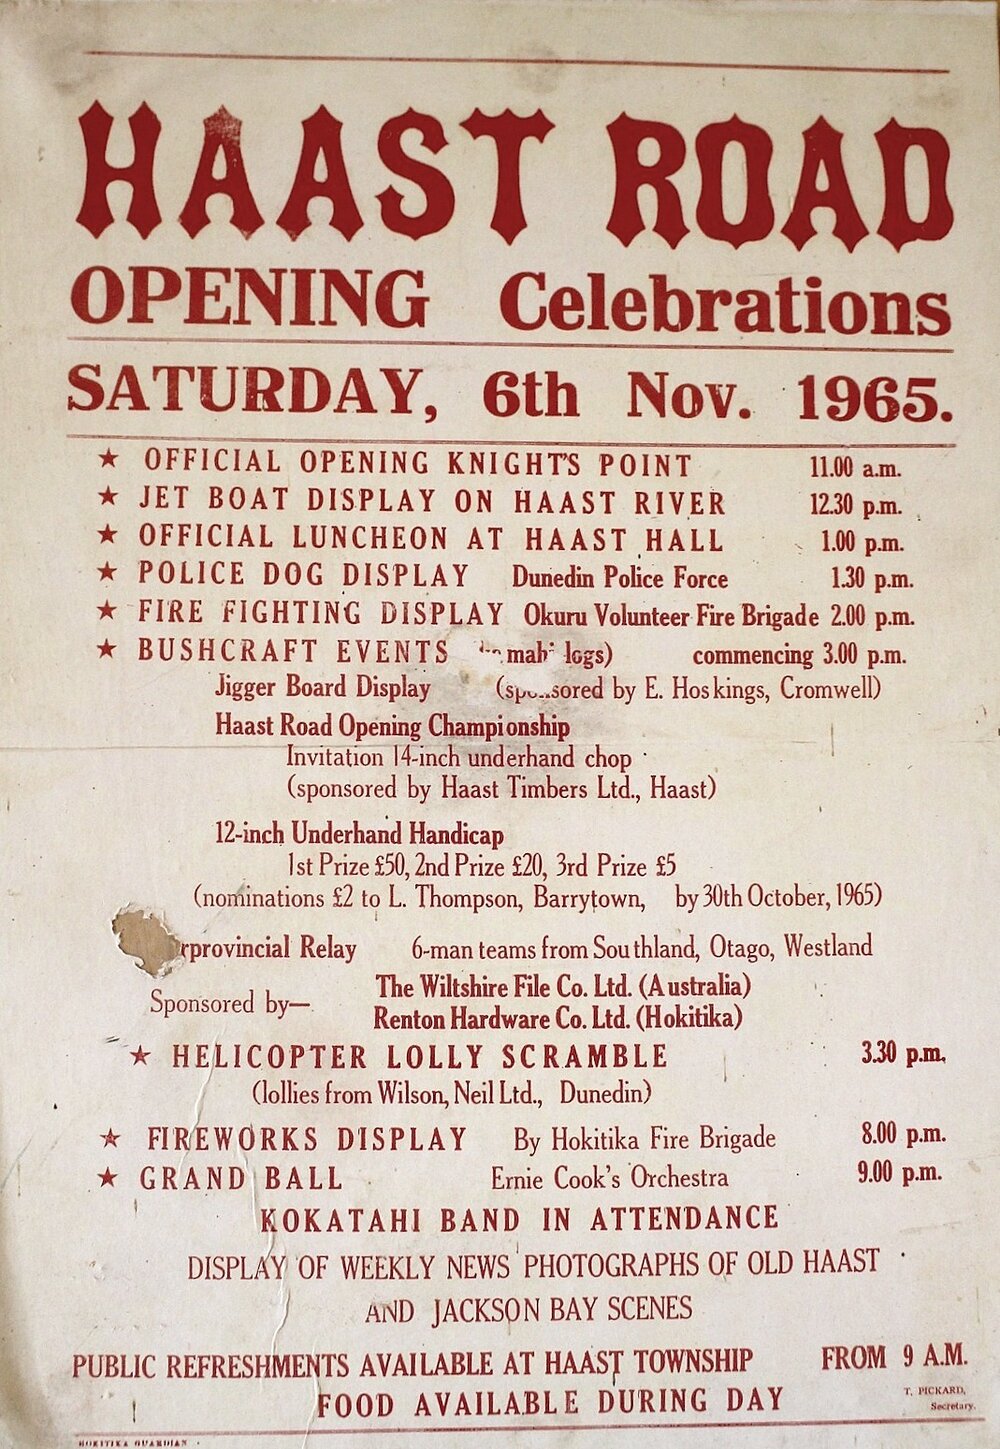 HAAST ROAD
OPENING Celebrations
SATURDAY, 6th Nov. 1965.
★ OFFICIAL OPENING KNIGHT'S POINT 11.00 a.m.
★ JET BOAT DISPLAY ON HAAST RIVER 12.30 p.m.
★ OFFICIAL LUNCHEON AT HAAST HALL 1.00 p.m.
★ POLICE DOG DISPLAY Dunedin Police Force 1.30 p.m.
★ FIRE FIGHTING DISPLAY Okuru Volunteer Fire Brigade 2.00 p.m.
★ BUSHCRAFT EVENTS logs) commencing 3.00 p.m.
Jigger Board Display (sponsored by E. Hoskings, Cromwell)
Haast Road Opening Championship
Invitation 14-inch underhand chop
(sponsored by Haast Timbers Ltd., Haast)
12-inch Underhand Handicap
1st Prize £50, 2nd Prize £20, 3rd Prize £5
(nominations £2 to L. Thompson, Barrytown, by 30th October, 1965)
rprovincial Relay 6-man teams from Southland, Otago, Westland
Sponsored by— The Wiltshire File Co. Ltd. (Australia)
Renton Hardware Co. Ltd. (Hokitika)
★ HELICOPTER LOLLY SCRAMBLE 3.30 p.m.
(lollies from Wilson, Neil Ltd., Dunedin)
★ FIREWORKS DISPLAY By Hokitika Fire Brigade 8.00 p.m.
★ GRAND BALL Ernie Cook's Orchestra 9.00 p.m.
KOKATAHI BAND IN ATTENDANCE
DISPLAY OF WEEKLY NEWS PHOTOGRAPHS OF OLD HAAST
AND JACKSON BAY SCENES
PUBLIC REFRESHMENTS AVAILABLE AT HAAST TOWNSHIP FROM 9 A.M.
FOOD AVAILABLE DURING DAY
T. PICKARD,
Secretary.
HOKITIKA GUARDIAN